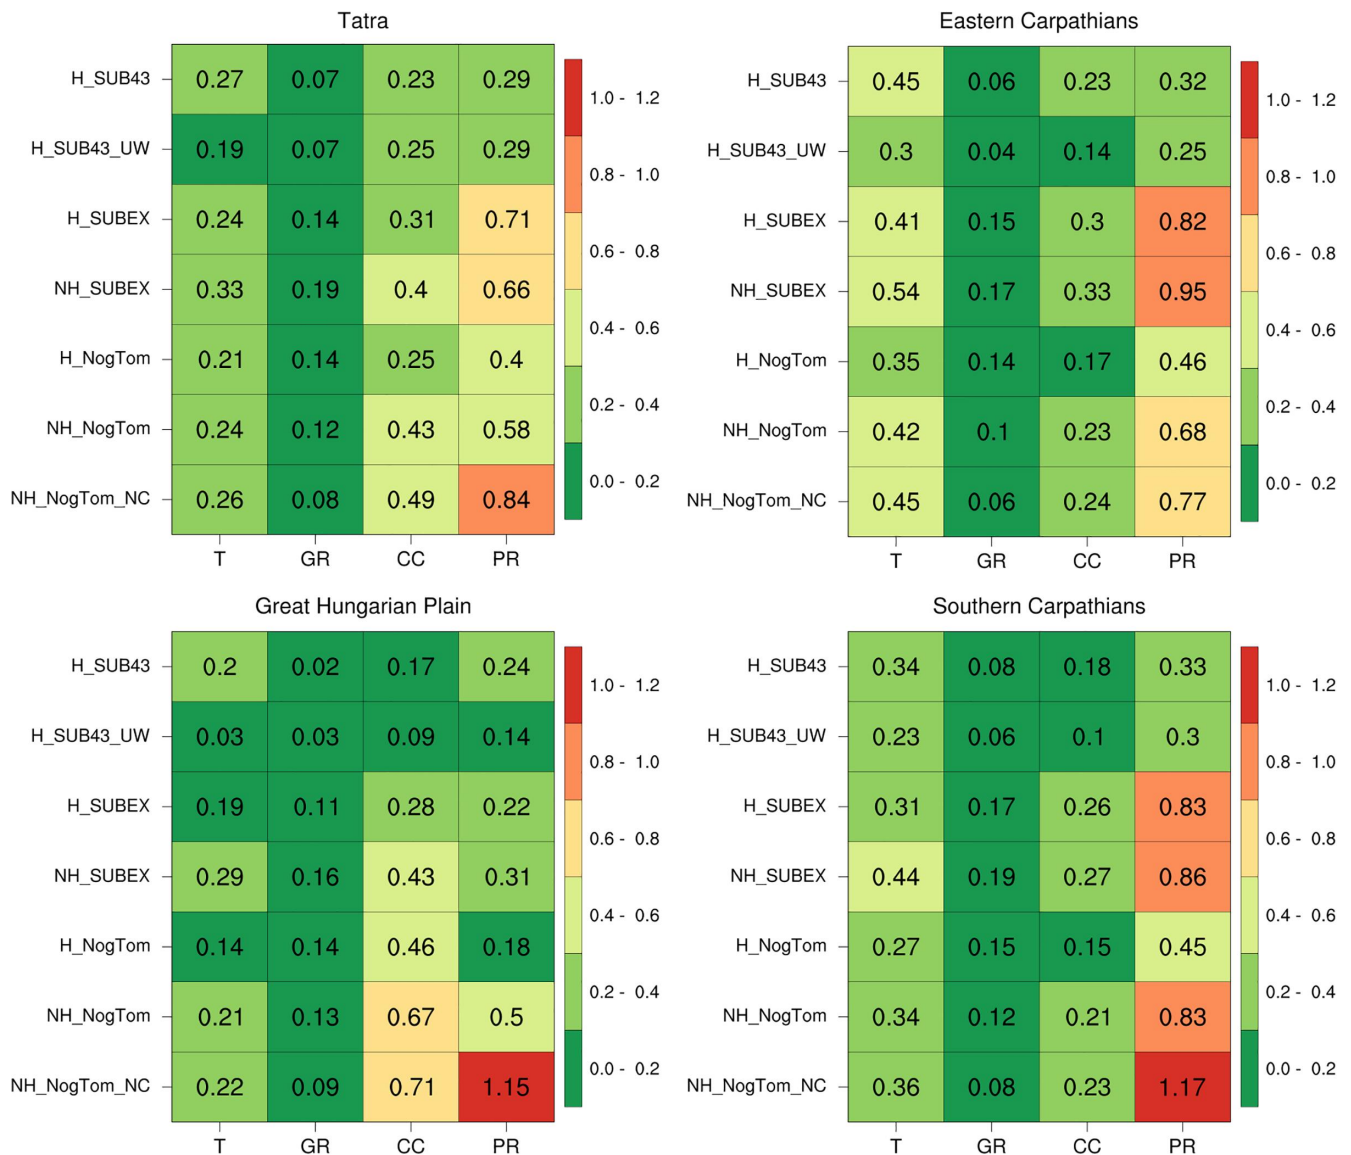 Tatra
H_SUB43 0.27 0.07 0.23 0.29
H_SUB43_UW 0.19 0.07 0.25 0.29
H_SUBEX 0.24 0.14 0.31 0.71
NH_SUBEX 0.33 0.19 0.4 0.66
H_NogTom 0.21 0.14 0.25 0.4
NH_NogTom 0.24 0.12 0.43 0.58
NH_NogTom_NC 0.26 0.08 0.49 0.84
T GR CC PR
1.0 - 1.2
0.8 - 1.0
0.6 - 0.8
0.4 - 0.6
0.2 - 0.4
0.0 - 0.2
Eastern Carpathians
H_SUB43 0.45 0.06 0.23 0.32
H_SUB43_UW 0.3 0.04 0.14 0.25
H_SUBEX 0.41 0.15 0.3 0.82
NH_SUBEX 0.54 0.17 0.33 0.95
H_NogTom 0.35 0.14 0.17 0.46
NH_NogTom 0.42 0.1 0.23 0.68
NH_NogTom_NC 0.45 0.06 0.24 0.77
T GR CC PR
1.0 - 1.2
0.8 - 1.0
0.6 - 0.8
0.4 - 0.6
0.2 - 0.4
0.0 - 0.2
Great Hungarian Plain
H_SUB43 0.2 0.02 0.17 0.24
H_SUB43_UW 0.03 0.03 0.09 0.14
H_SUBEX 0.19 0.11 0.28 0.22
NH_SUBEX 0.29 0.16 0.43 0.31
H_NogTom 0.14 0.14 0.46 0.18
NH_NogTom 0.21 0.13 0.67 0.5
NH_NogTom_NC 0.22 0.09 0.71 1.15
T GR CC PR
1.0 - 1.2
0.8 - 1.0
0.6 - 0.8
0.4 - 0.6
0.2 - 0.4
0.0 - 0.2
Southern Carpathians
H_SUB43 0.34 0.08 0.18 0.33
H_SUB43_UW 0.23 0.06 0.1 0.3
H_SUBEX 0.31 0.17 0.26 0.83
NH_SUBEX 0.44 0.19 0.27 0.86
H_NogTom 0.27 0.15 0.15 0.45
NH_NogTom 0.34 0.12 0.21 0.83
NH_NogTom_NC 0.36 0.08 0.23 1.17
T GR CC PR
1.0 - 1.2
0.8 - 1.0
0.6 - 0.8
0.4 - 0.6
0.2 - 0.4
0.0 - 0.2